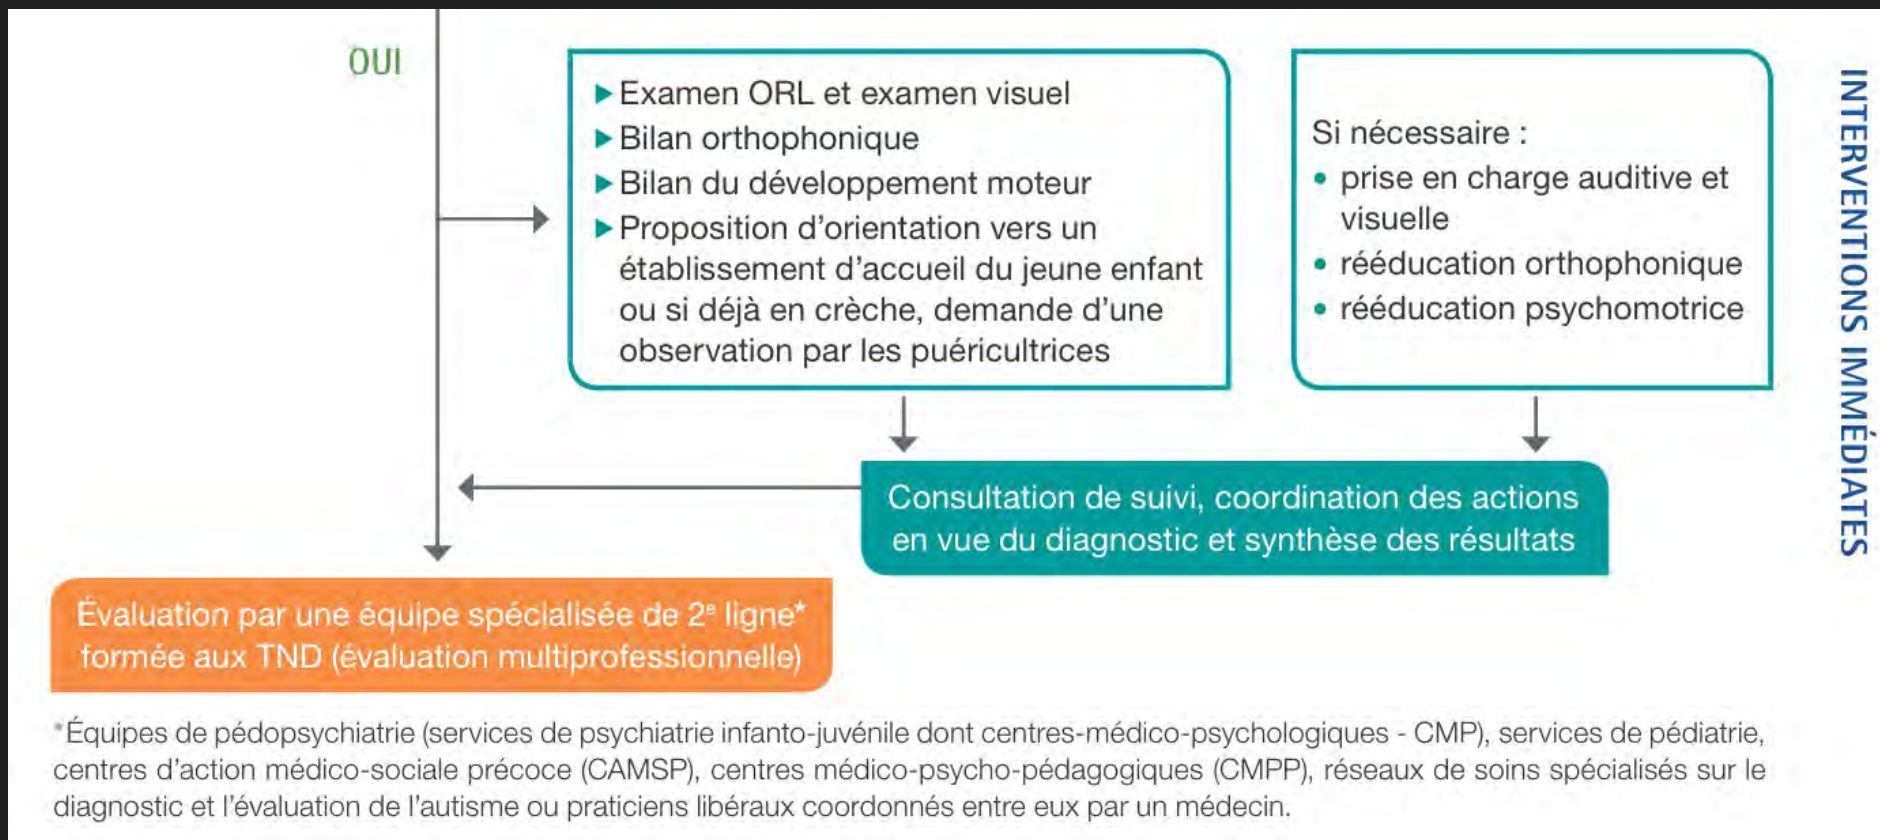 OUI
▶ Examen ORL et examen visuel
▶ Bilan orthophonique
▶ Bilan du développement moteur
▶ Proposition d’orientation vers un
établissement d’accueil du jeune enfant
ou si déjà en crèche, demande d’une
observation par les puéricultrices
Si nécessaire :
• prise en charge auditive et
visuelle
• rééducation orthophonique
• rééducation psychomotrice
INTERVENTIONS IMMÉDIATES
Consultation de suivi, coordination des actions
en vue du diagnostic et synthèse des résultats
Évaluation par une équipe spécialisée de 2e ligne*
formée aux TND (évaluation multiprofessionnelle)
*Équipes de pédopsychiatrie (services de psychiatrie infanto-juvénile dont centres-médico-psychologiques - CMP), services de pédiatrie,
centres d’action médico-sociale précoce (CAMSP), centres médico-psycho-pédagogiques (CMPP), réseaux de soins spécialisés sur le
diagnostic et l’évaluation de l’autisme ou praticiens libéraux coordonnés entre eux par un médecin.